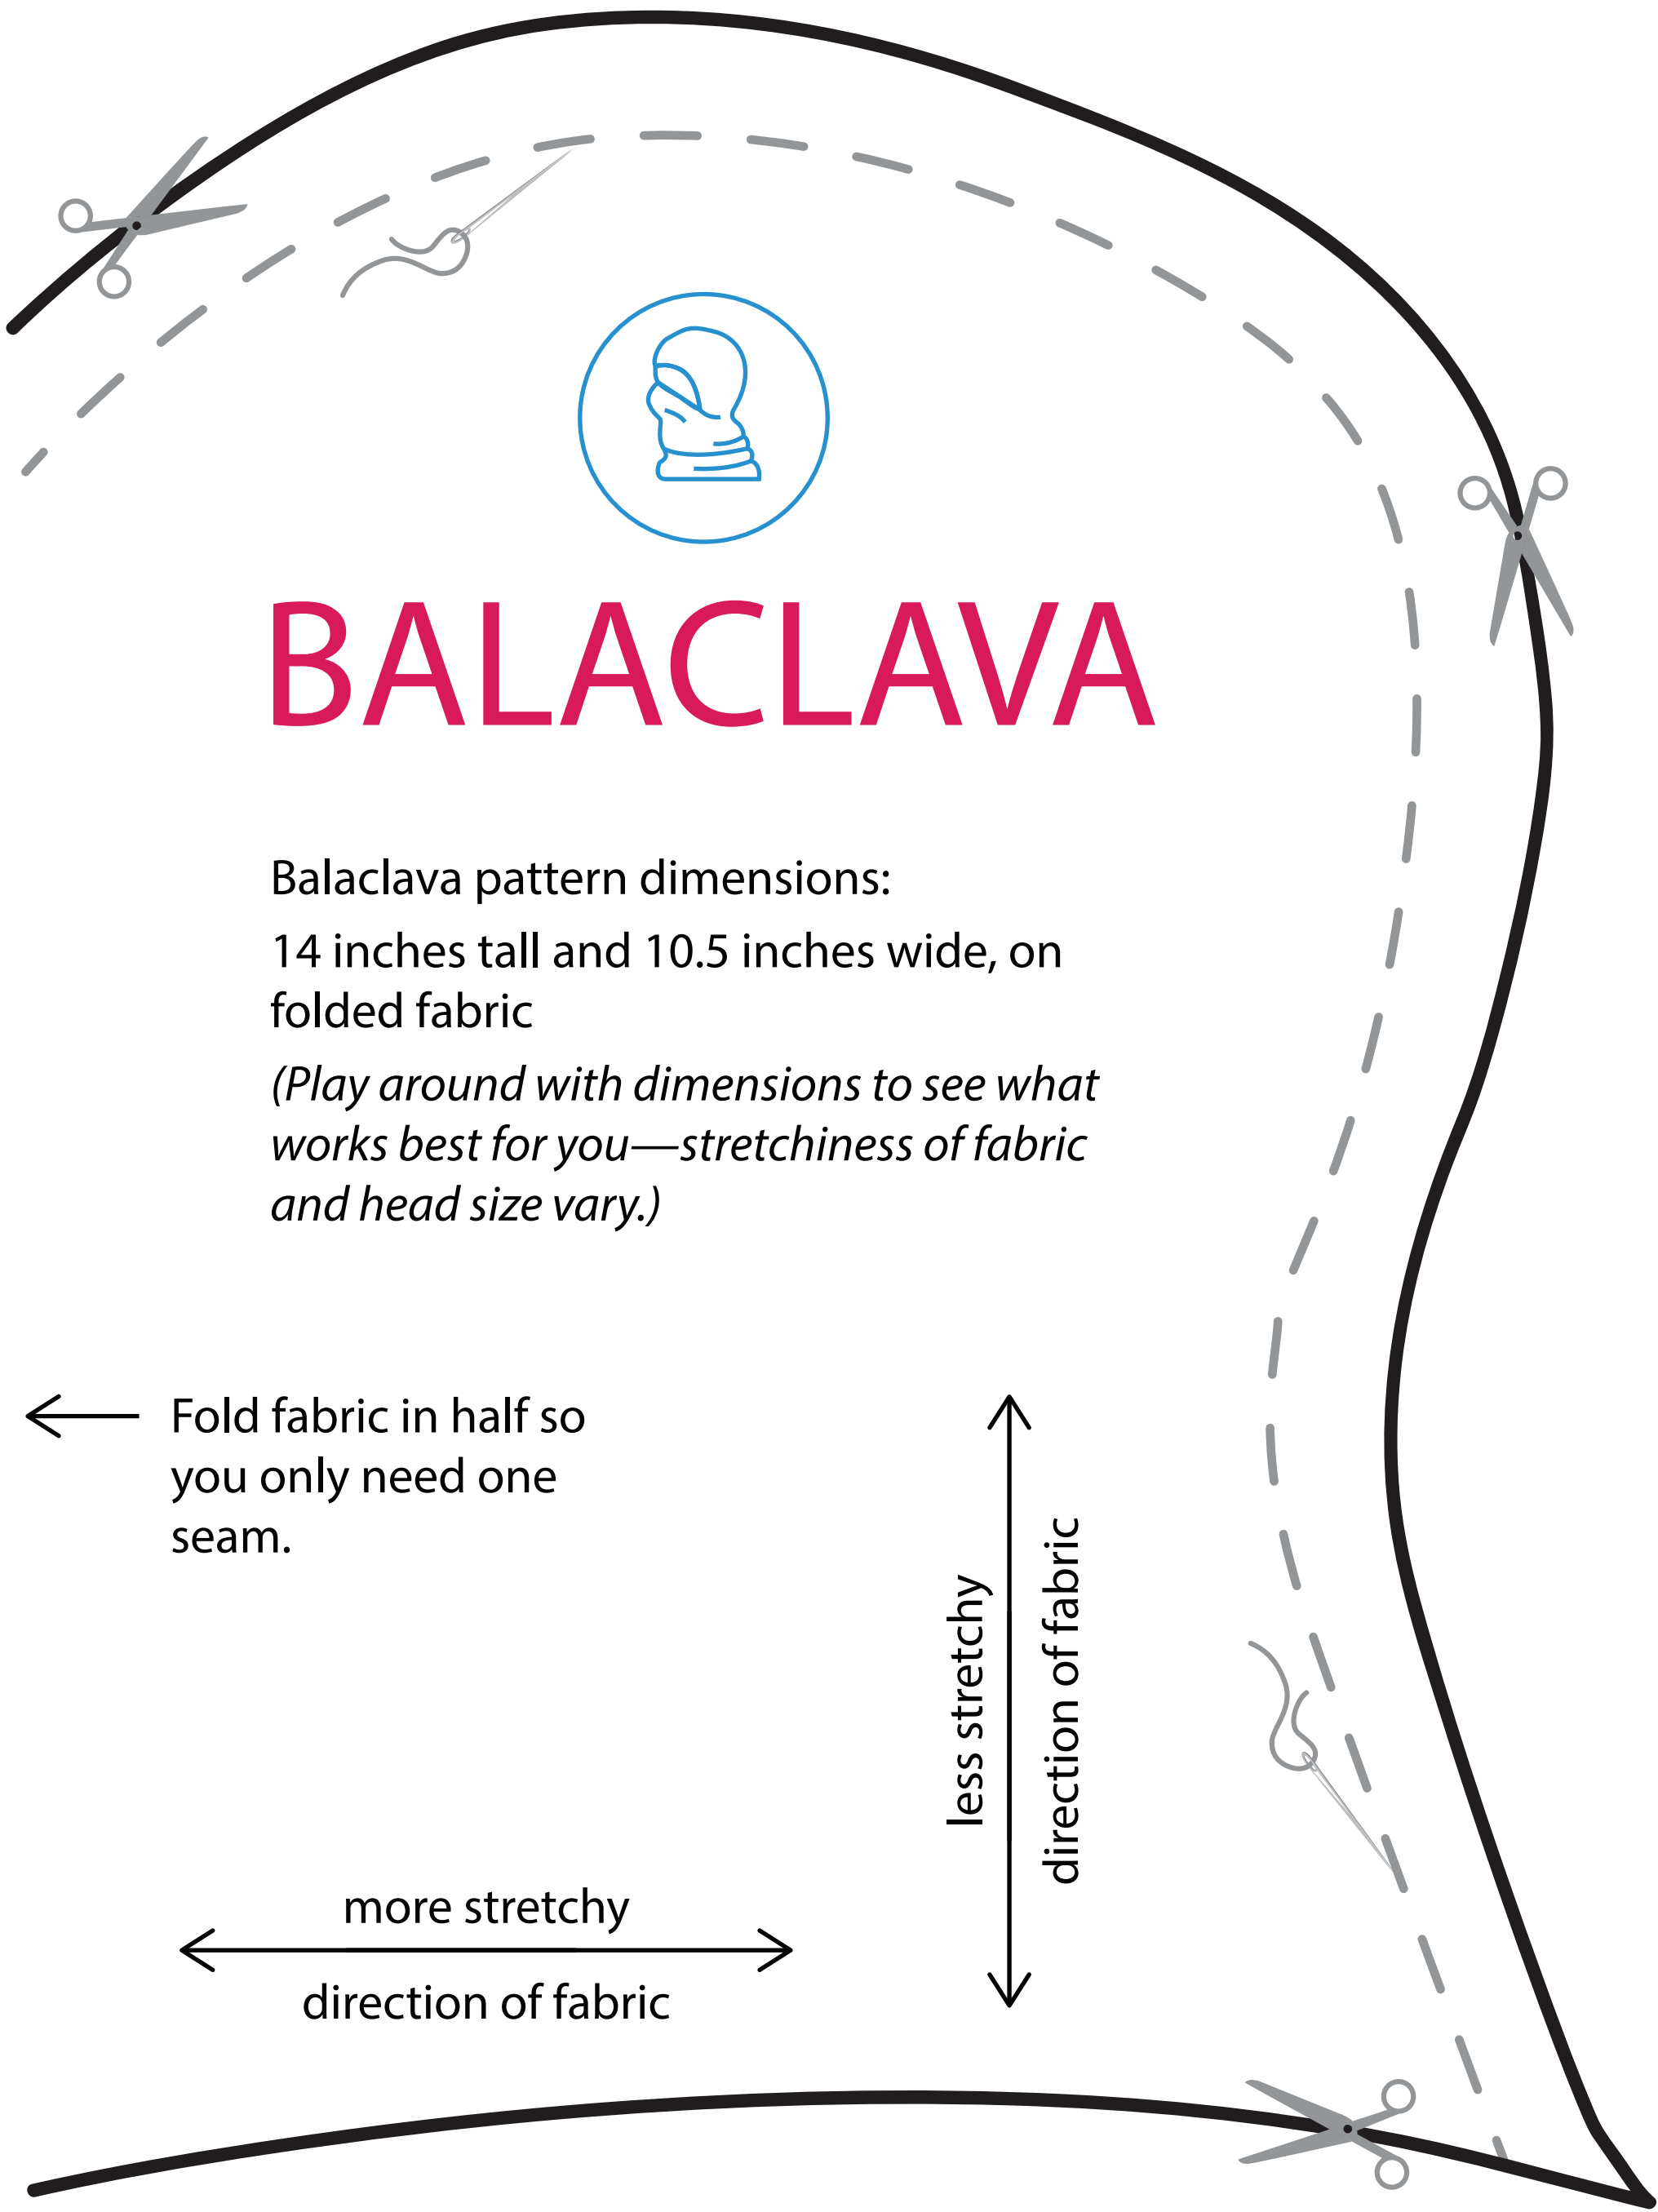 BALACLAVA
Balaclava pattern dimensions:
14 inches tall and 10.5 inches wide, on
folded fabric
(Play around with dimensions to see what
works best for you—stretchiness of fabric
and head size vary.)
Fold fabric in half so
you only need one
seam.
less stretchy
direction of fabric
more stretchy
direction of fabric